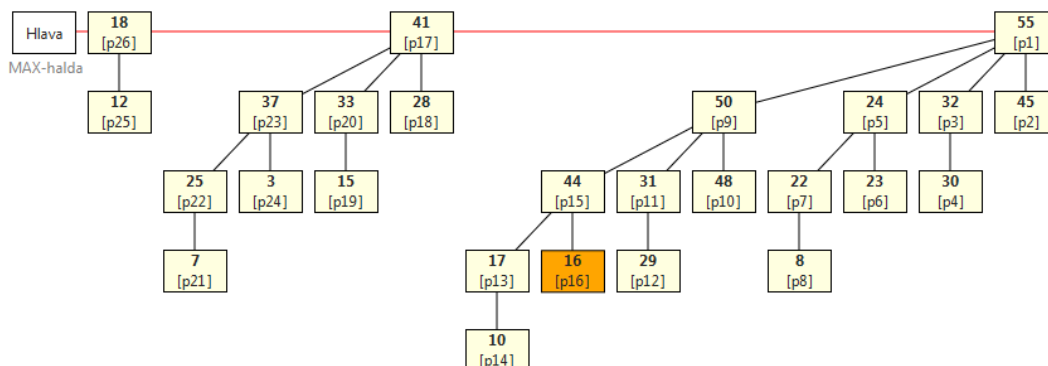 Hlava
MAX-halda
18
[p26]
41
[p17]
55
[p1]
12
[p25]
37
[p23]
33
[p20]
28
[p18]
50
[p9]
24
[p5]
32
[p3]
45
[p2]
25
[p22]
3
[p24]
15
[p19]
44
[p15]
31
[p11]
48
[p10]
22
[p7]
23
[p6]
30
[p4]
7
[p21]
17
[p13]
16
[p16]
29
[p12]
8
[p8]
10
[p14]